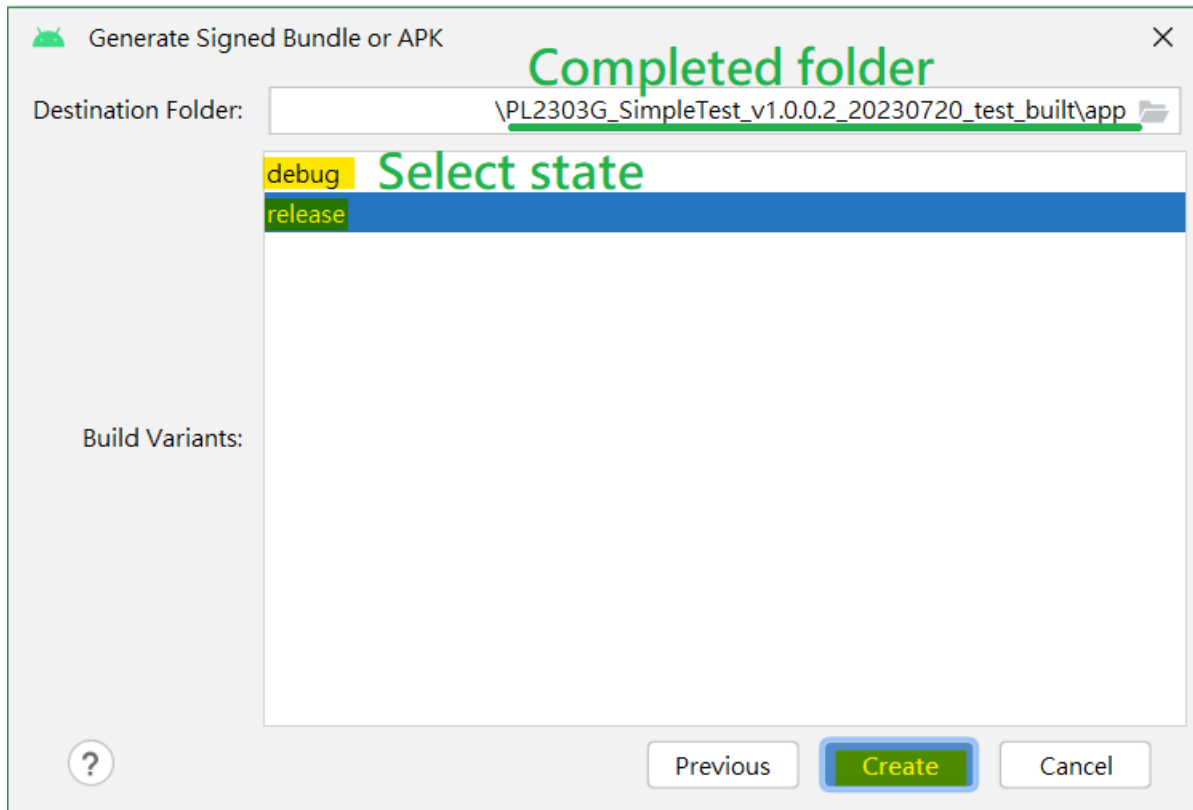 Generate Signed Bundle or APK
Completed folder
Destination Folder:
\PL2303G_SimpleTest_v1.0.0.2_20230720_test_built\app
debug
Select state
release
Build Variants:
?
Previous
Create
Cancel